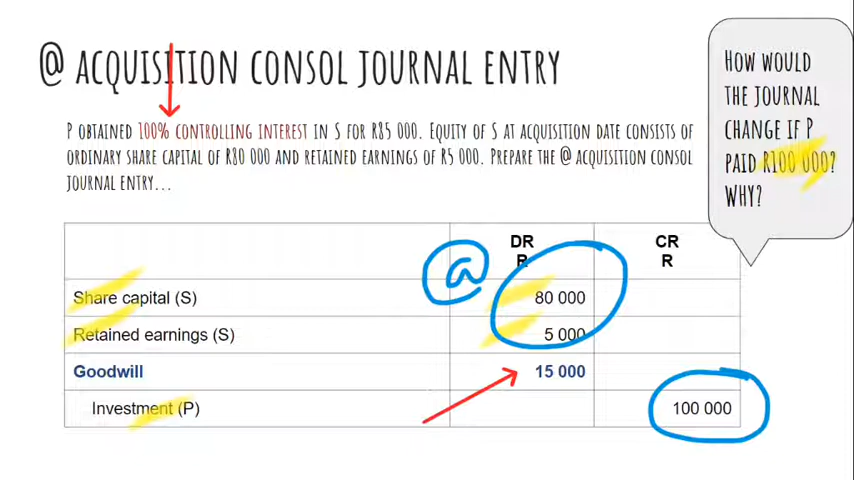 @ ACQUISITION CONSOL JOURNAL ENTRY
HOW WOULD
THE JOURNAL
CHANGE IF P
PAID R100 000?
WHY?
P OBTAINED 100% CONTROLLING INTEREST IN S FOR R85 000. EQUITY OF S AT ACQUISITION DATE CONSISTS OF
ORDINARY SHARE CAPITAL OF R80 000 AND RETAINED EARNINGS OF R5 000. PREPARE THE @ ACQUISITION CONSOL
JOURNAL ENTRY...
DR CR
R R
@
Share capital (S) 80 000
Retained earnings (S) 5 000
Goodwill 15 000
Investment (P) 100 000